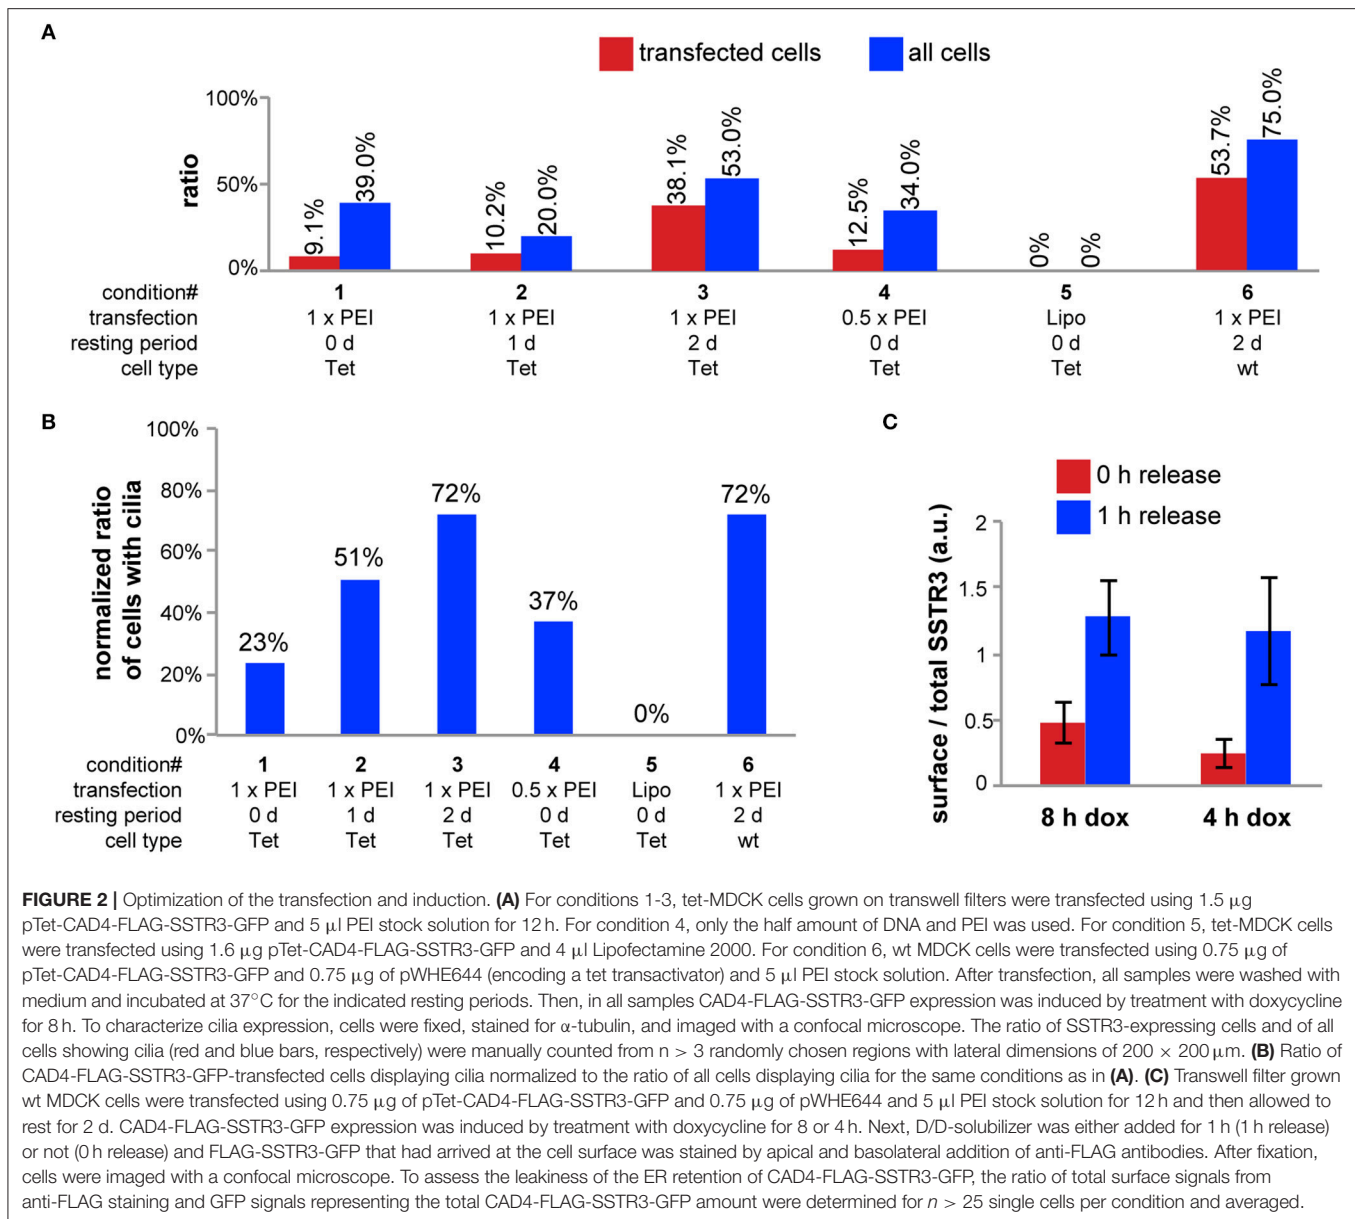 A
transfected cells
all cells
100%
50%
0%
ratio
9.1%
39.0%
10.2%
20.0%
38.1%
53.0%
12.5%
34.0%
0%
0%
53.7%
75.0%
condition# 1 2 3 4 5 6
transfection 1 x PEI 1 x PEI 1 x PEI 0.5 x PEI Lipo 1 x PEI
resting period 0 d 1 d 2 d 0 d 0 d 2 d
cell type Tet Tet Tet Tet Tet wt
B
100%
80%
60%
40%
20%
0%
normalized ratio
of cells with cilia
23%
51%
72%
37%
0%
72%
condition# 1 2 3 4 5 6
transfection 1 x PEI 1 x PEI 1 x PEI 0.5 x PEI Lipo 1 x PEI
resting period 0 d 1 d 2 d 0 d 0 d 2 d
cell type Tet Tet Tet Tet Tet wt
C
0 h release
1 h release
surface / total SSTR3 (a.u.)
2
1.5
1
0.5
0
8 h dox 4 h dox
FIGURE 2 | Optimization of the transfection and induction. (A) For conditions 1-3, tet-MDCK cells grown on transwell filters were transfected using 1.5 μg
pTet-CAD4-FLAG-SSTR3-GFP and 5 μl PEI stock solution for 12 h. For condition 4, only the half amount of DNA and PEI was used. For condition 5, tet-MDCK cells
were transfected using 1.6 μg pTet-CAD4-FLAG-SSTR3-GFP and 4 μl Lipofectamine 2000. For condition 6, wt MDCK cells were transfected using 0.75 μg of
pTet-CAD4-FLAG-SSTR3-GFP and 0.75 μg of pWHE644 (encoding a tet transactivator) and 5 μl PEI stock solution. After transfection, all samples were washed with
medium and incubated at 37°C for the indicated resting periods. Then, in all samples CAD4-FLAG-SSTR3-GFP expression was induced by treatment with doxycycline
for 8 h. To characterize cilia expression, cells were fixed, stained for α-tubulin, and imaged with a confocal microscope. The ratio of SSTR3-expressing cells and of all
cells showing cilia (red and blue bars, respectively) were manually counted from n > 3 randomly chosen regions with lateral dimensions of 200 × 200 μm. (B) Ratio of
CAD4-FLAG-SSTR3-GFP-transfected cells displaying cilia normalized to the ratio of all cells displaying cilia for the same conditions as in (A). (C) Transwell filter grown
wt MDCK cells were transfected using 0.75 μg of pTet-CAD4-FLAG-SSTR3-GFP and 0.75 μg of pWHE644 and 5 μl PEI stock solution for 12 h and then allowed to
rest for 2 d. CAD4-FLAG-SSTR3-GFP expression was induced by treatment with doxycycline for 8 or 4 h. Next, D/D-solubilizer was either added for 1 h (1 h release)
or not (0 h release) and FLAG-SSTR3-GFP that had arrived at the cell surface was stained by apical and basolateral addition of anti-FLAG antibodies. After fixation,
cells were imaged with a confocal microscope. To assess the leakiness of the ER retention of CAD4-FLAG-SSTR3-GFP, the ratio of total surface signals from
anti-FLAG staining and GFP signals representing the total CAD4-FLAG-SSTR3-GFP amount were determined for n > 25 single cells per condition and averaged.